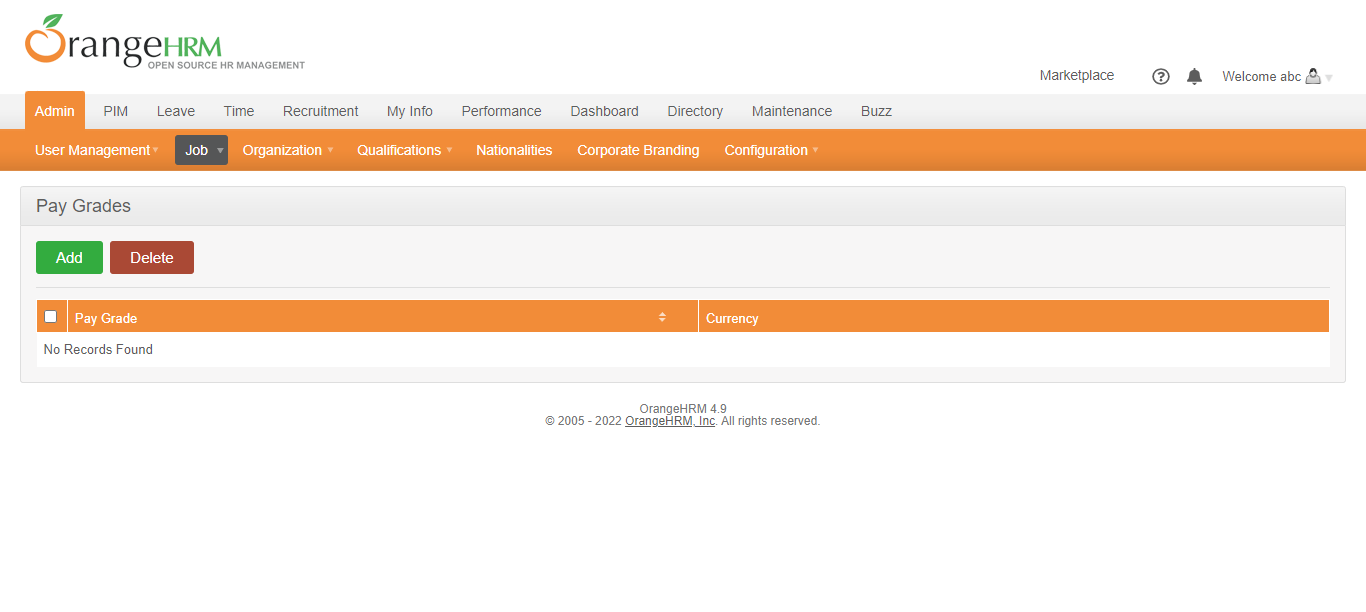 OrangeHRM
OPEN SOURCE HR MANAGEMENT
Marketplace ? Welcome abc
Admin PIM Leave Time Recruitment My Info Performance Dashboard Directory Maintenance Buzz
User Management Job Organization Qualifications Nationalities Corporate Branding Configuration
Pay Grades
Add Delete
Pay Grade Currency
No Records Found
OrangeHRM 4.9
© 2005 - 2022 OrangeHRM, Inc. All rights reserved.